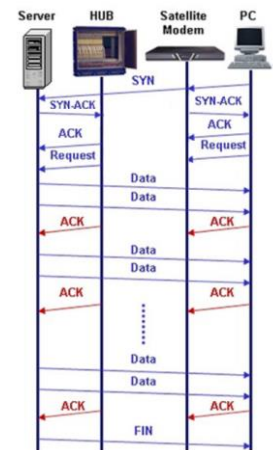 Server HUB Satellite Modem PC
SYN
SYN-ACK SYN-ACK
ACK ACK
Request Request
Data
Data
ACK ACK
Data
Data
ACK ACK
Data
Data
ACK ACK
FIN